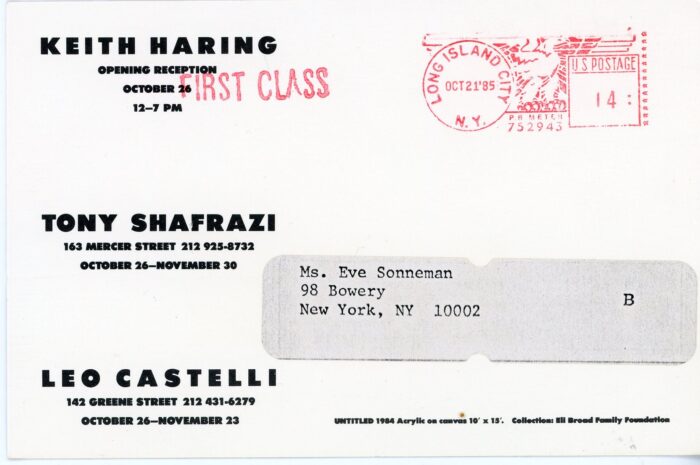 KEITH HARING
OPENING RECEPTION
OCTOBER 26
12–7 PM
FIRST CLASS
LONG ISLAND CITY
OCT21'85
N.Y.
U.S. POSTAGE
14
P B METER
752943
TONY SHAFRAZI
163 MERCER STREET 212 925-8732
OCTOBER 26–NOVEMBER 30
Ms. Eve Sonneman
98 Bowery
New York, NY 10002
B
LEO CASTELLI
142 GREENE STREET 212 431-6279
OCTOBER 26–NOVEMBER 23
UNTITLED 1984 Acrylic on canvas 10' x 15'. Collection: Eli Broad Family Foundation